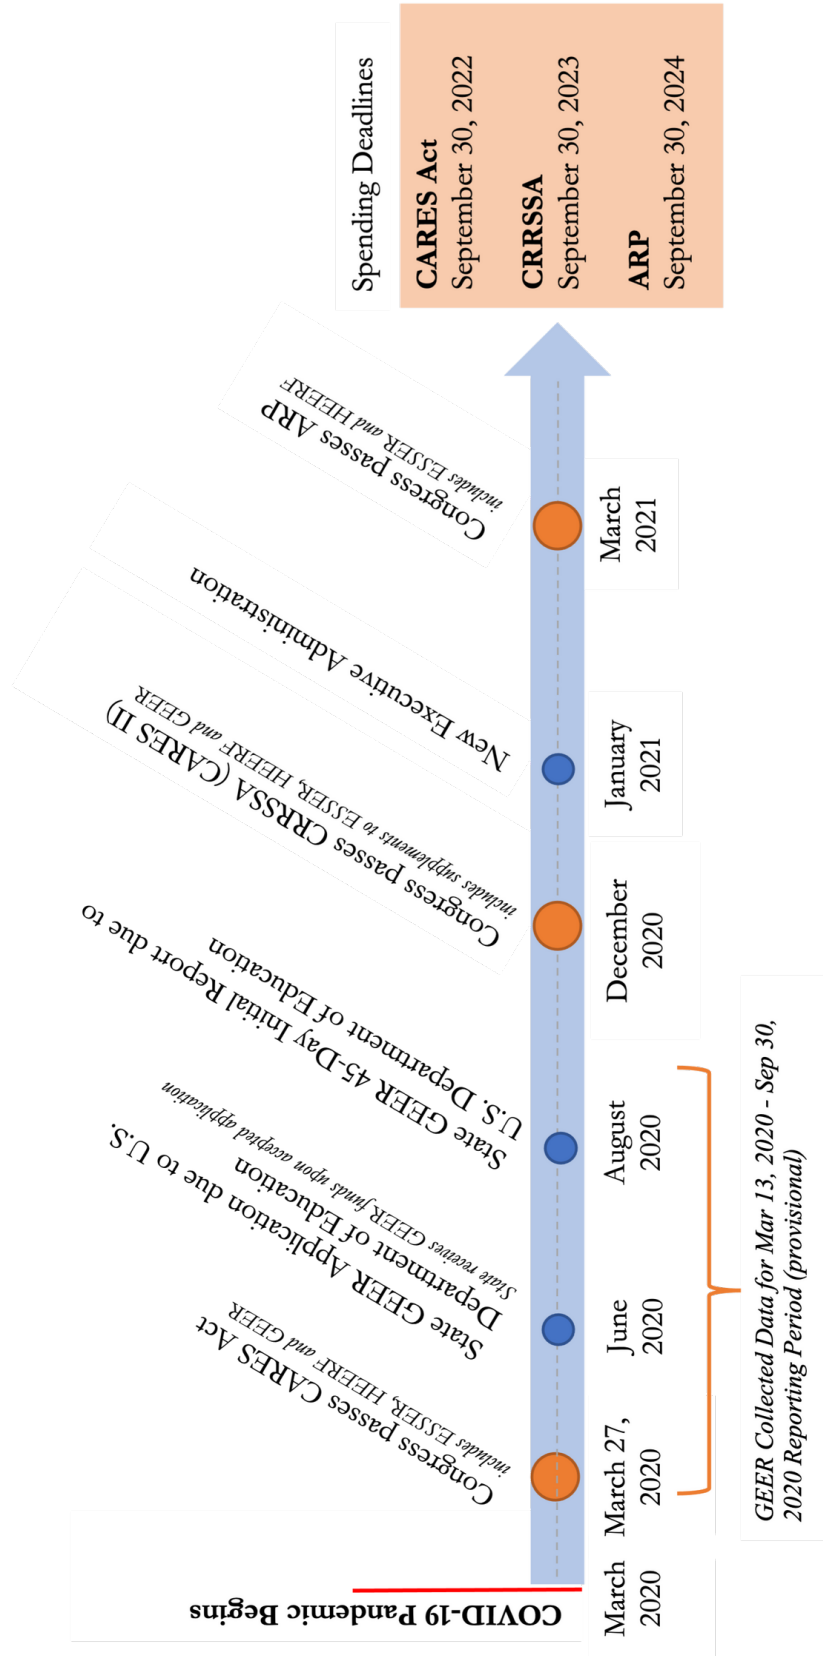 COVID-19 Pandemic Begins
Congress passes CARES Act
includes ESSER, HEERF and GEER
State GEER Application due to U.S.
Department of Education
State receives GEER funds upon accepted application
State GEER 45-Day Initial Report due to
U.S. Department of Education
Congress passes CRRSSA (CARES II)
includes supplements to ESSER, HEERF and GEER
New Executive Administration
Congress passes ARP
includes ESSER and HEERF
March
2020
March 27,
2020
June
2020
August
2020
December
2020
January
2021
March
2021
Spending Deadlines
CARES Act
September 30, 2022
CRRSSA
September 30, 2023
ARP
September 30, 2024
GEER Collected Data for Mar 13, 2020 - Sep 30,
2020 Reporting Period (provisional)